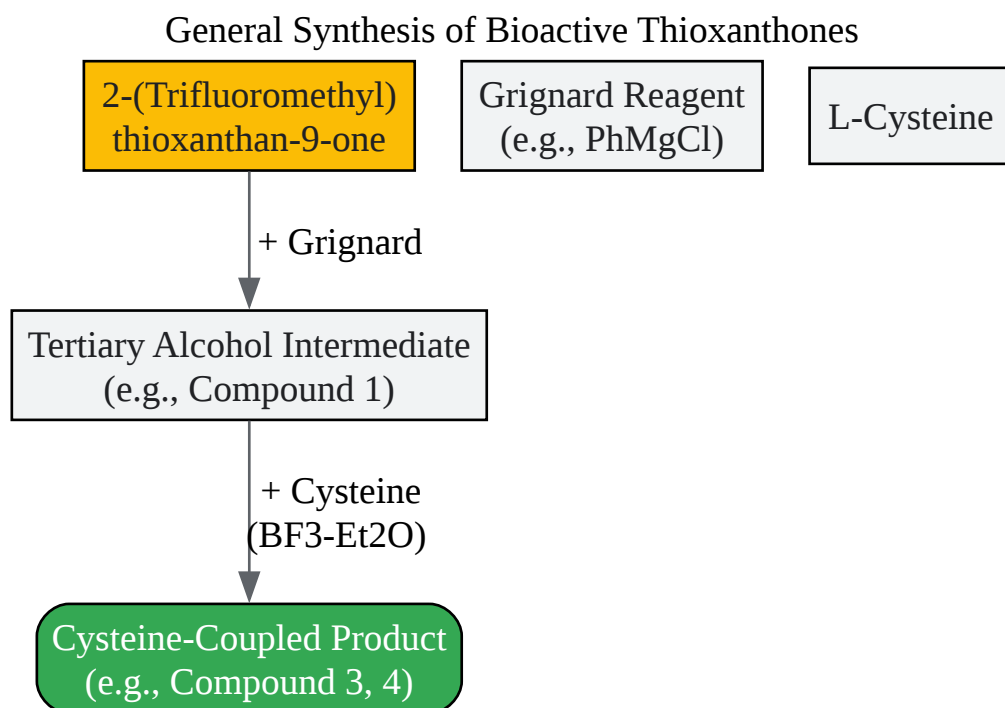 General Synthesis of Bioactive Thioxanthones
2-(Trifluoromethyl)
thioxanthan-9-one
Grignard Reagent
(e.g., PhMgCl)
L-Cysteine
+ Grignard
Tertiary Alcohol Intermediate
(e.g., Compound 1)
+ Cysteine
(BF3-Et2O)
Cysteine-Coupled Product
(e.g., Compound 3, 4)